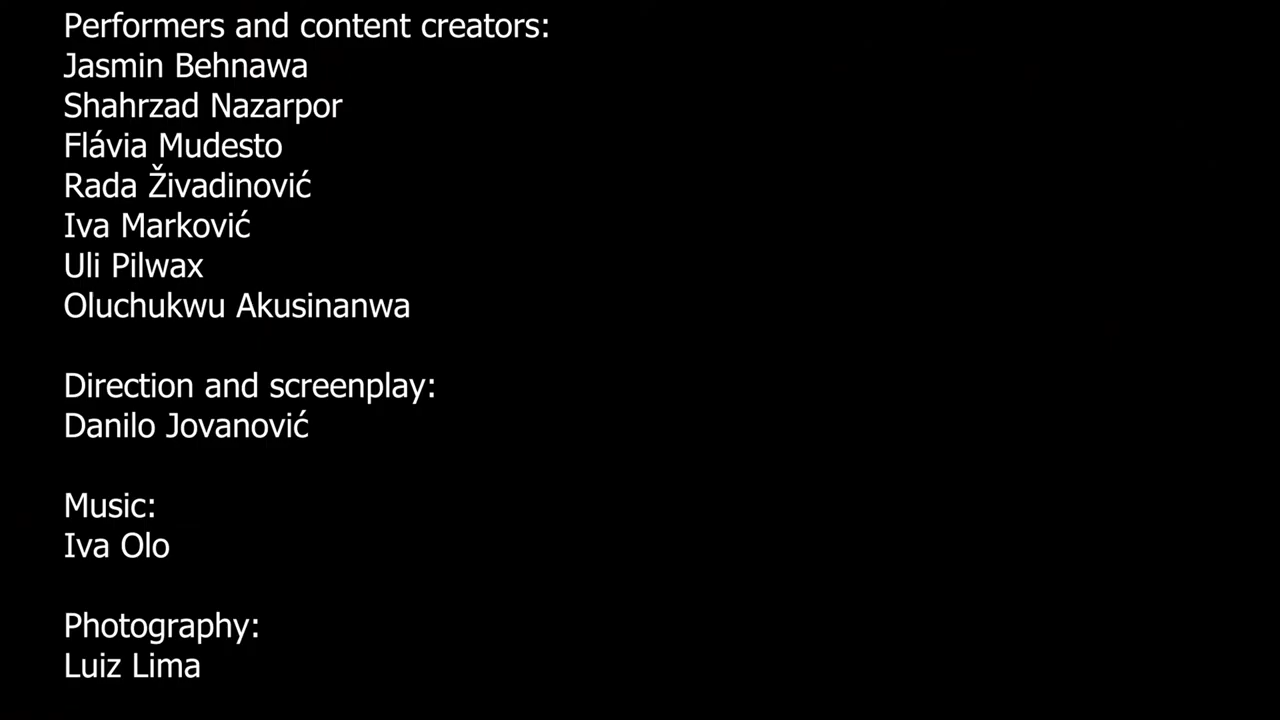 Performers and content creators:
Jasmin Behnawa
Shahrzad Nazarpor
Flávia Mudesto
Rada Živadinović
Iva Marković
Uli Pilwax
Oluchukwu Akusinanwa
Direction and screenplay:
Danilo Jovanović
Music:
Iva Olo
Photography:
Luiz Lima